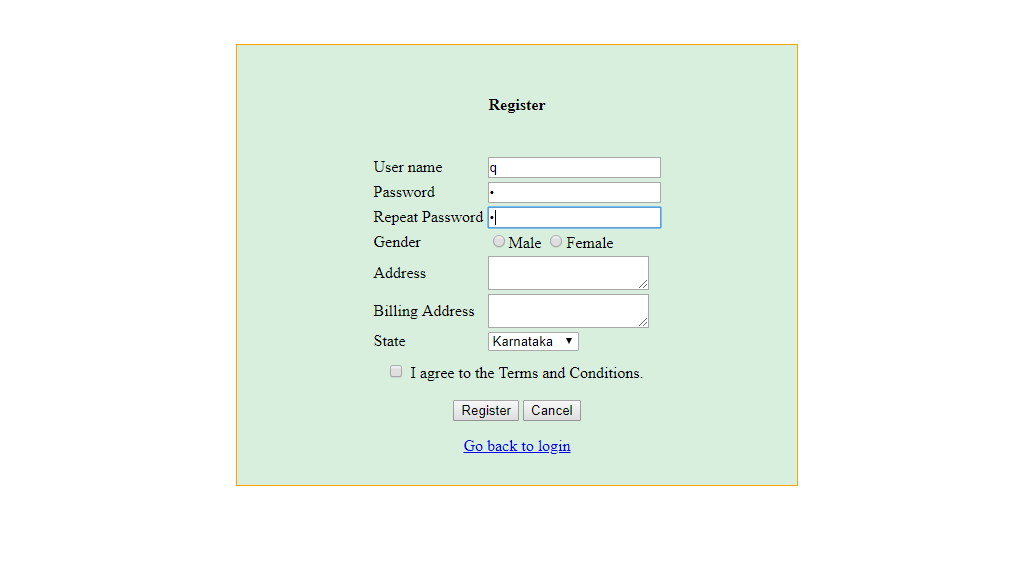 Register
User name q
Password •
Repeat Password •
Gender Male Female
Address
Billing Address
State Karnataka
I agree to the Terms and Conditions.
Register Cancel
Go back to login